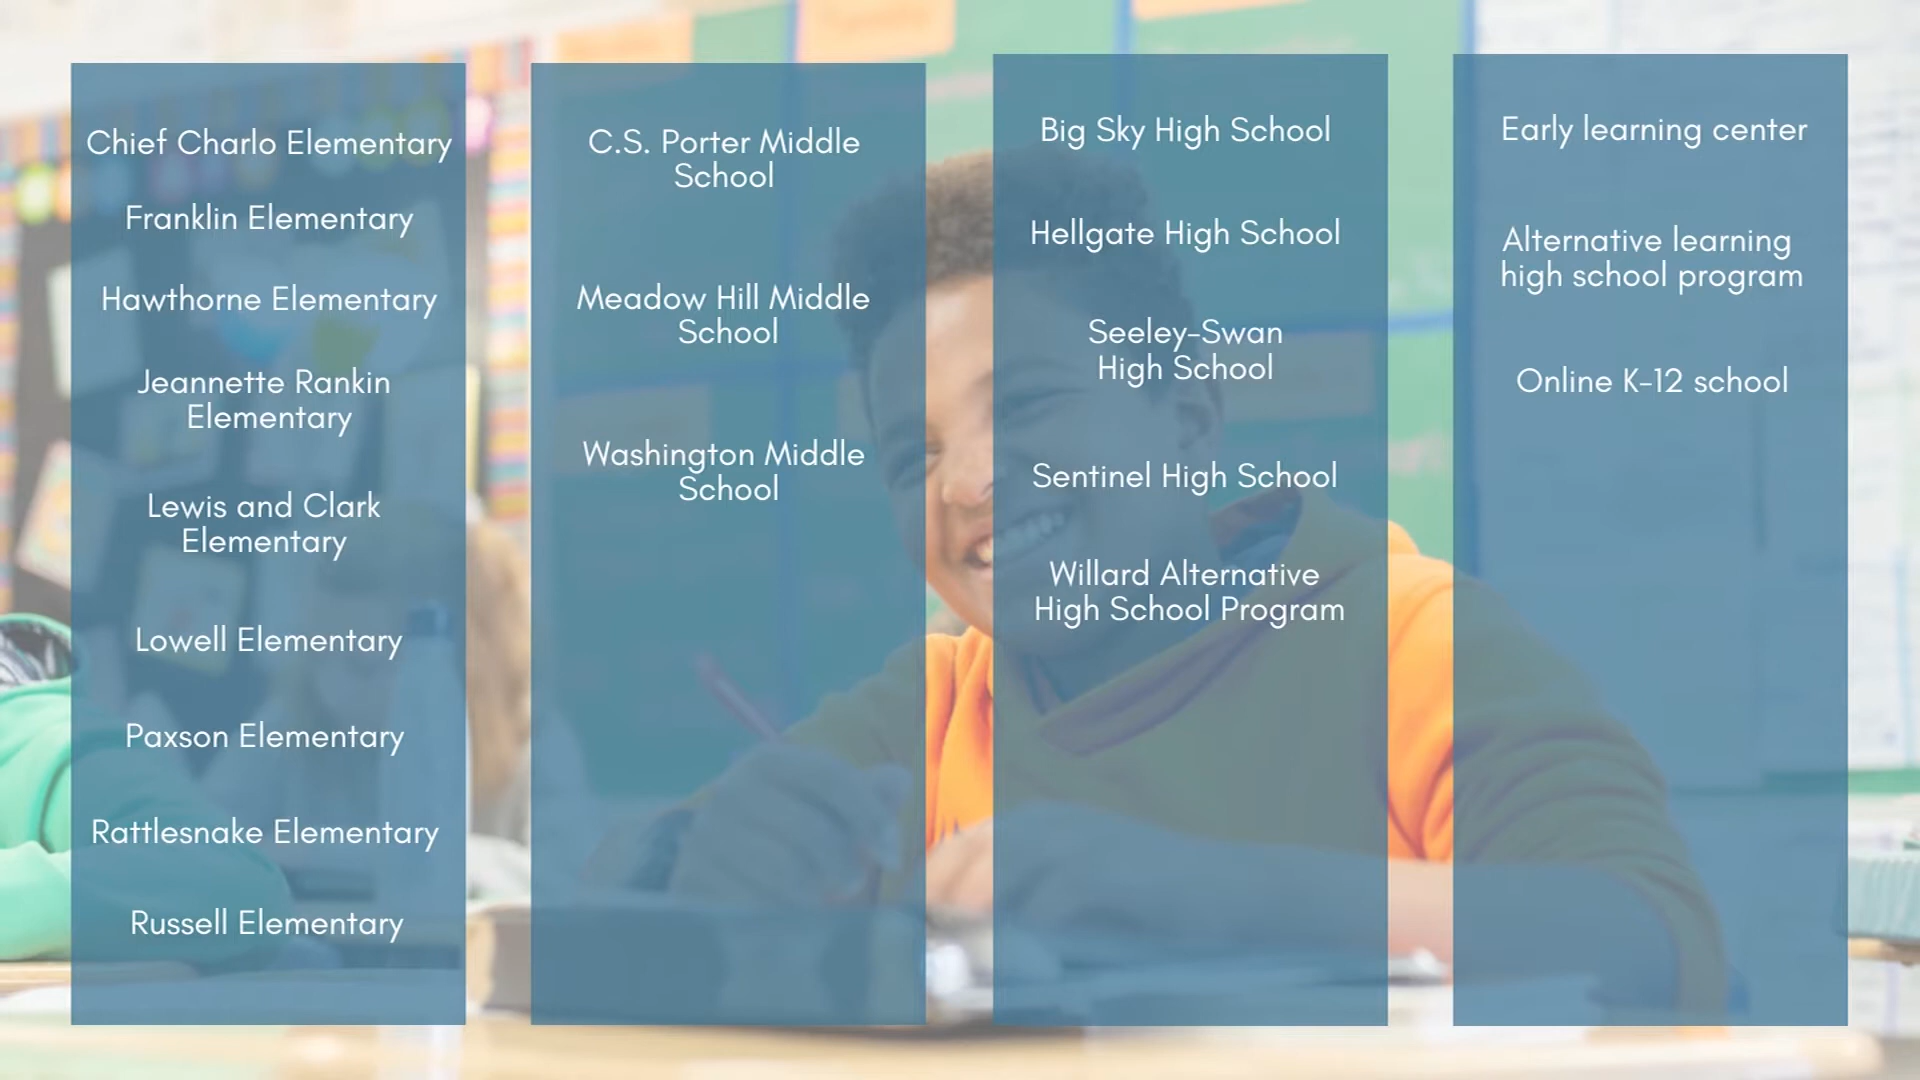 Chief Charlo Elementary
Franklin Elementary
Hawthorne Elementary
Jeannette Rankin
Elementary
Lewis and Clark
Elementary
Lowell Elementary
Paxson Elementary
Rattlesnake Elementary
Russell Elementary
C.S. Porter Middle
School
Meadow Hill Middle
School
Washington Middle
School
Big Sky High School
Hellgate High School
Seeley-Swan
High School
Sentinel High School
Willard Alternative
High School Program
Early learning center
Alternative learning
high school program
Online K-12 school